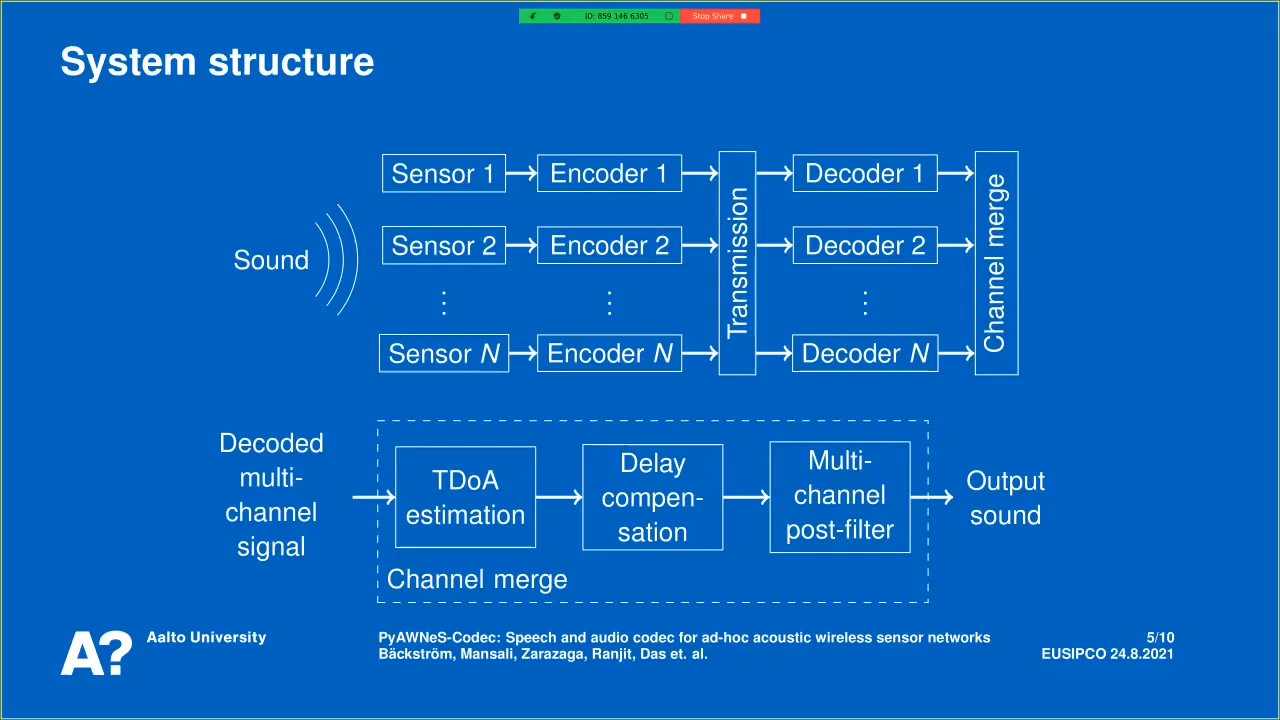 ID: 859 146 6305
Stop Share
System structure
Sensor 1
Encoder 1
Decoder 1
Sensor 2
Encoder 2
Decoder 2
Sound
Transmission
Channel merge
⋮ ⋮ ⋮
Sensor N
Encoder N
Decoder N
Decoded
multi-
channel
signal
TDoA
estimation
Delay
compen-
sation
Multi-
channel
post-filter
Output
sound
Channel merge
A?
Aalto University
PyAWNeS-Codec: Speech and audio codec for ad-hoc acoustic wireless sensor networks
Bäckström, Mansali, Zarazaga, Ranjit, Das et. al.
5/10
EUSIPCO 24.8.2021